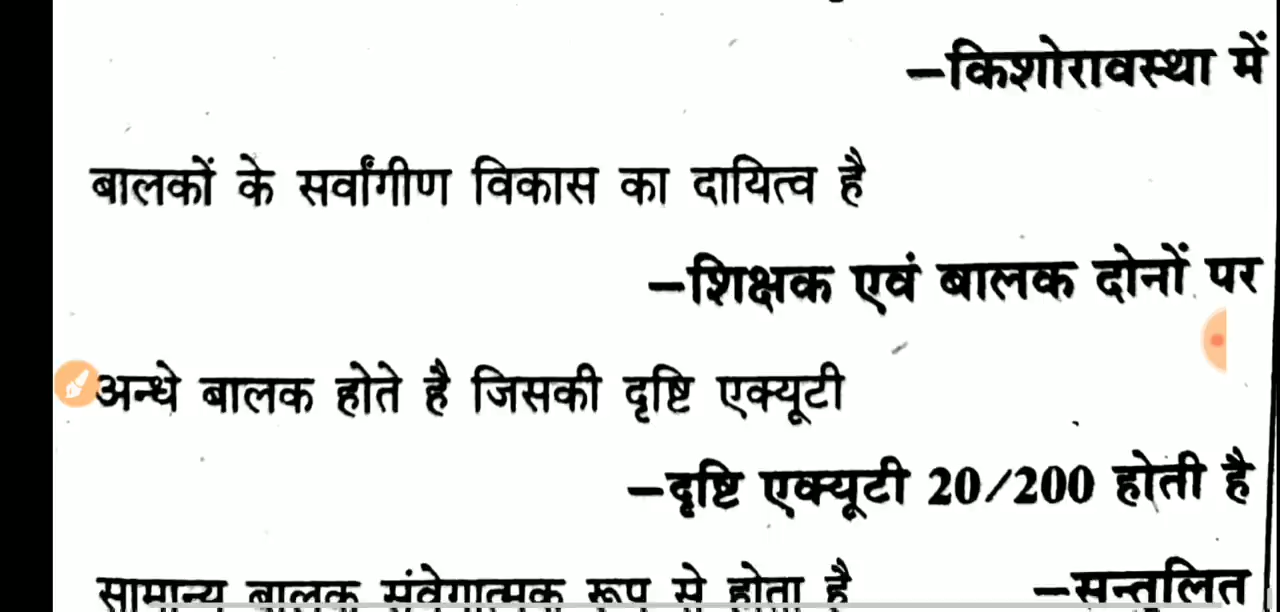 –किशोरावस्था में
बालकों के सर्वांगीण विकास का दायित्व है
–शिक्षक एवं बालक दोनों पर
अन्धे बालक होते है जिसकी दृष्टि एक्यूटी
–दृष्टि एक्यूटी 20/200 होती है
सामान्य बालक संवेगात्मक रूप से होता है –सन्तुलित